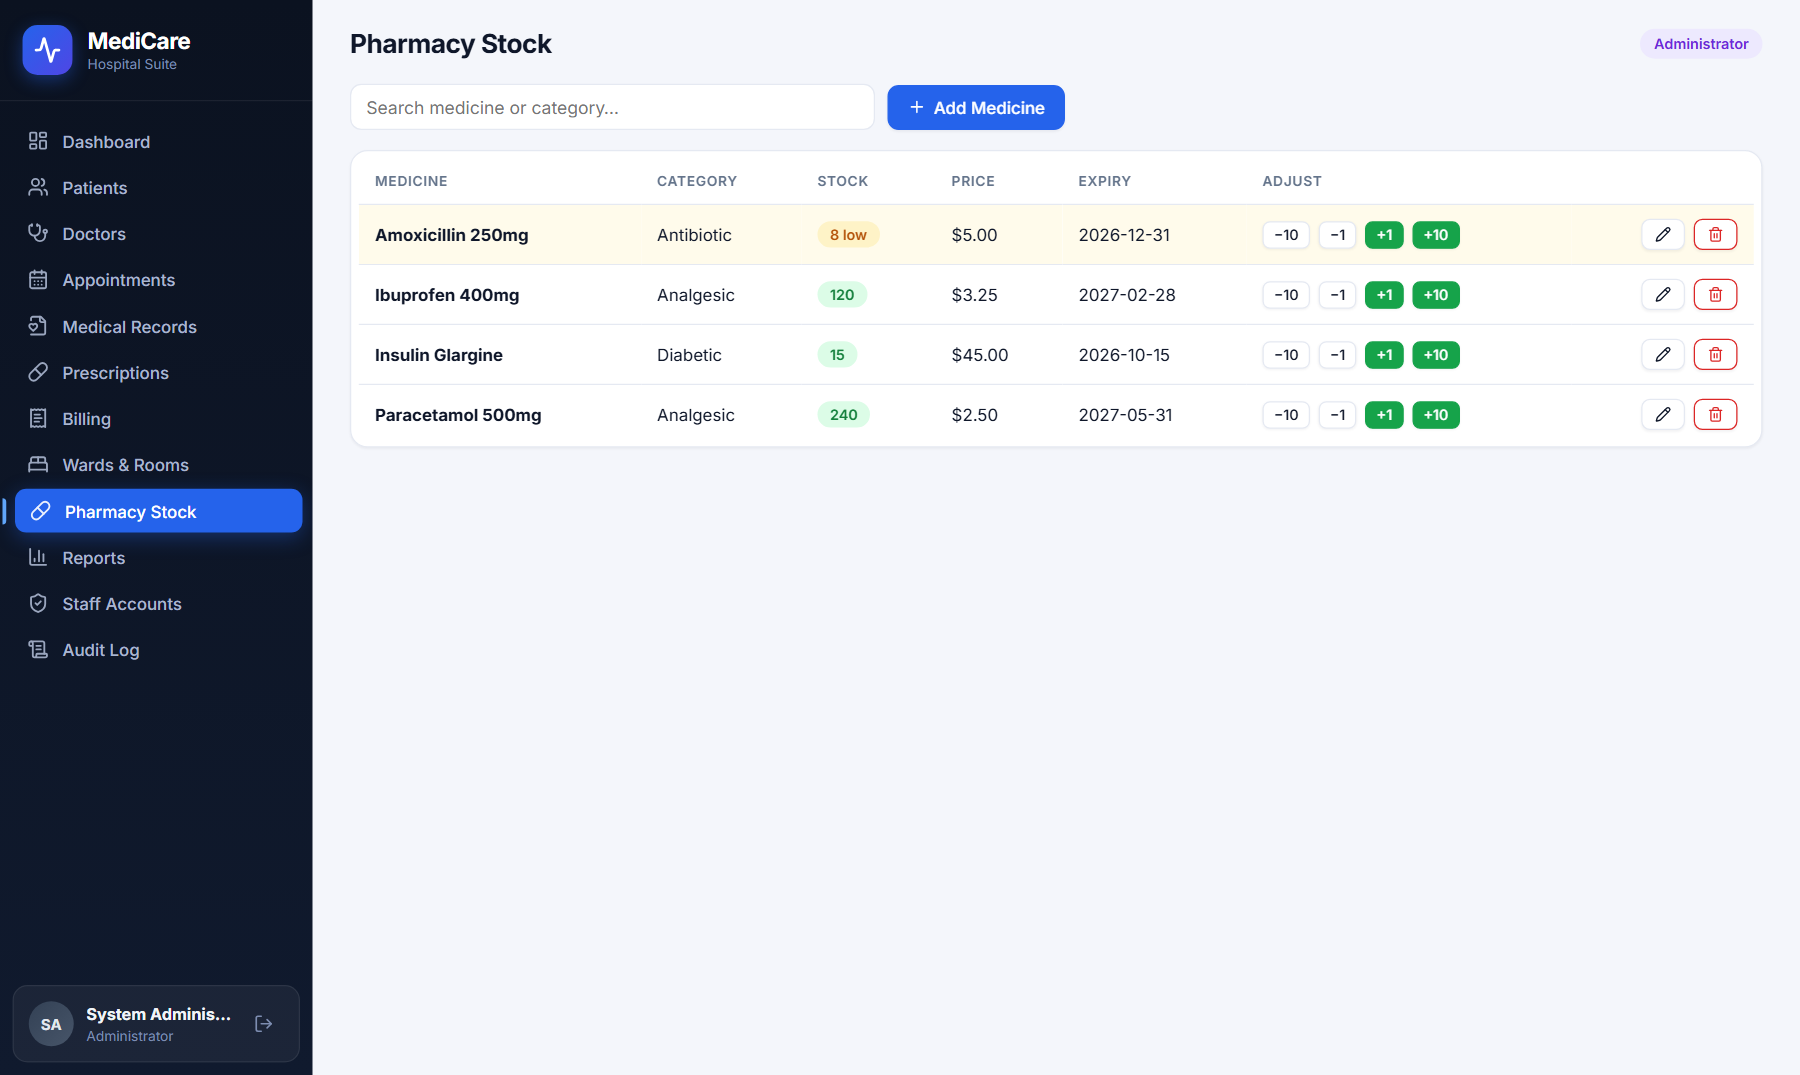 MediCare
Hospital Suite
Dashboard
Patients
Doctors
Appointments
Medical Records
Prescriptions
Billing
Wards & Rooms
Pharmacy Stock
Reports
Staff Accounts
Audit Log
SA
System Adminis...
Administrator
Pharmacy Stock
Administrator
Search medicine or category...
+ Add Medicine
MEDICINE CATEGORY STOCK PRICE EXPIRY ADJUST
Amoxicillin 250mg Antibiotic 8 low $5.00 2026-12-31 −10 −1 +1 +10
Ibuprofen 400mg Analgesic 120 $3.25 2027-02-28 −10 −1 +1 +10
Insulin Glargine Diabetic 15 $45.00 2026-10-15 −10 −1 +1 +10
Paracetamol 500mg Analgesic 240 $2.50 2027-05-31 −10 −1 +1 +10